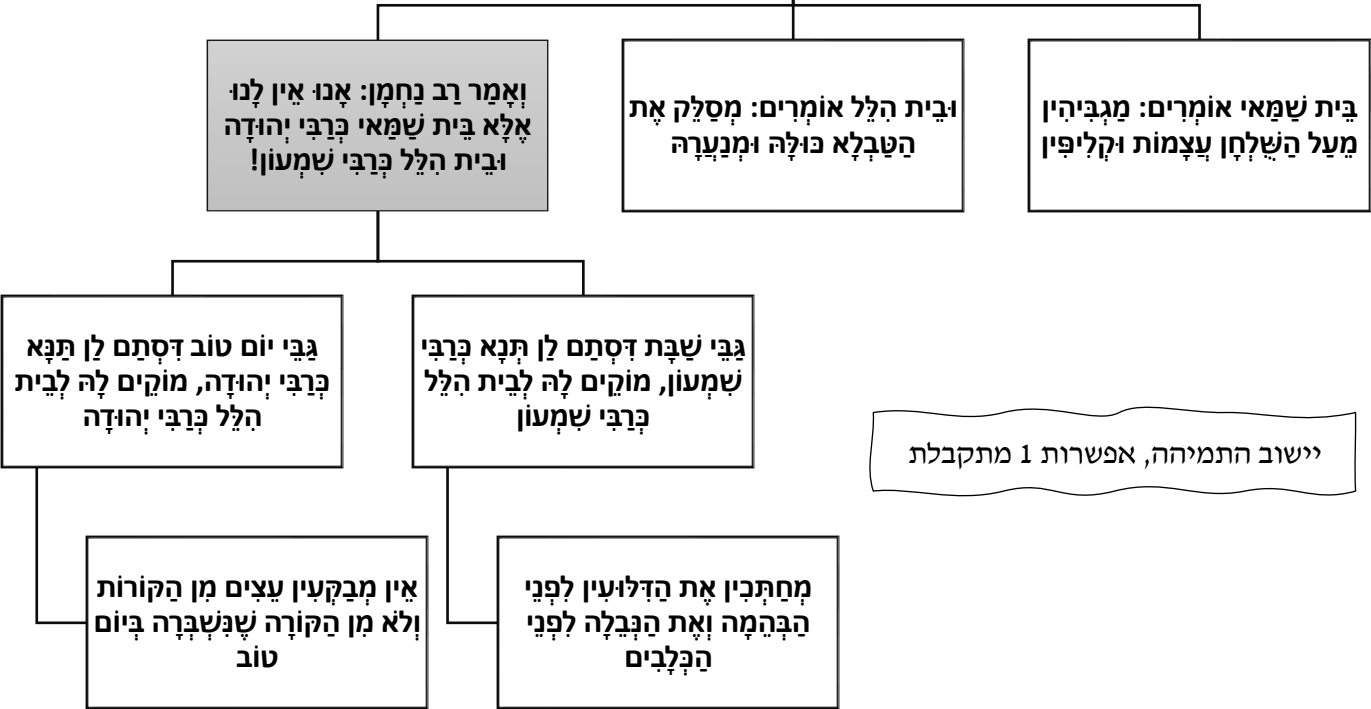 בֵּית שַׁמַּאי אוֹמְרִים: מַגְבִּיהִין
מֵעַל הַשֻּׁלְחָן עֲצָמוֹת וּקְלִיפִּין
וּבֵית הִלֵּל אוֹמְרִים: מְסַלֵּק אֶת
הַטַּבְלָא כּוּלָּהּ וּמְנַעֲרָהּ
וְאָמַר רַב נַחְמָן: אָנוּ אֵין לָנוּ
אֶלָּא בֵּית שַׁמַּאי כְּרַבִּי יְהוּדָה
וּבֵית הִלֵּל כְּרַבִּי שִׁמְעוֹן!
גַּבֵּי שַׁבָּת דִּסְתַם לַן תְּנָא כְּרַבִּי
שִׁמְעוֹן, מוֹקֵים לָהּ לְבֵית הִלֵּל
כְּרַבִּי שִׁמְעוֹן
גַּבֵּי יוֹם טוֹב דִּסְתַם לַן תַּנָּא
כְּרַבִּי יְהוּדָה, מוֹקֵים לָהּ לְבֵית
הִלֵּל כְּרַבִּי יְהוּדָה
יישוב התמיהה, אפשרות 1 מתקבלת
מְחַתְּכִין אֶת הַדִּלּוּעִין לִפְנֵי
הַבְּהֵמָה וְאֶת הַנְּבֵלָה לִפְנֵי
הַכְּלָבִים
אֵין מְבַקְּעִין עֵצִים מִן הַקּוֹרוֹת
וְלֹא מִן הַקּוֹרָה שֶׁנִּשְׁבְּרָה בְּיוֹם
טוֹב